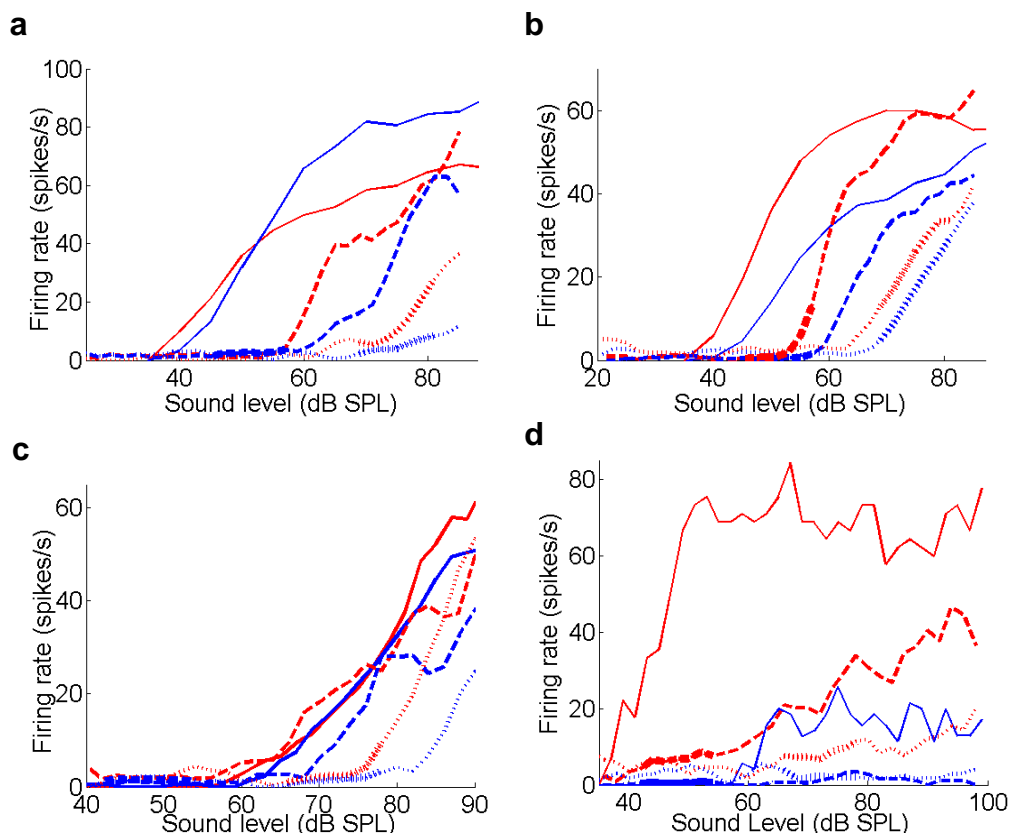 a
100
80
60
40
20
0
Firing rate (spikes/s)
40 60 80
Sound level (dB SPL)
b
60
40
20
0
Firing rate (spikes/s)
20 40 60 80
Sound level (dB SPL)
c
60
40
20
0
Firing rate (spikes/s)
40 50 60 70 80 90
Sound level (dB SPL)
d
80
60
40
20
0
Firing rate (spikes/s)
40 60 80 100
Sound Level (dB SPL)